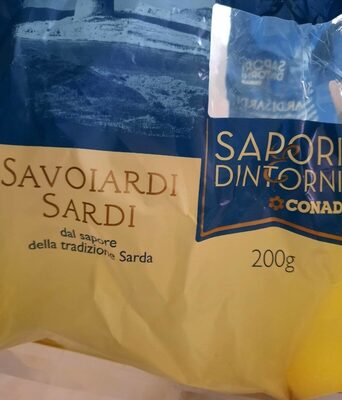 SAVOIARDI
SARDI
dal sapore
della tradizione Sarda
SAPORI
DINTORNI
CONAD
200g